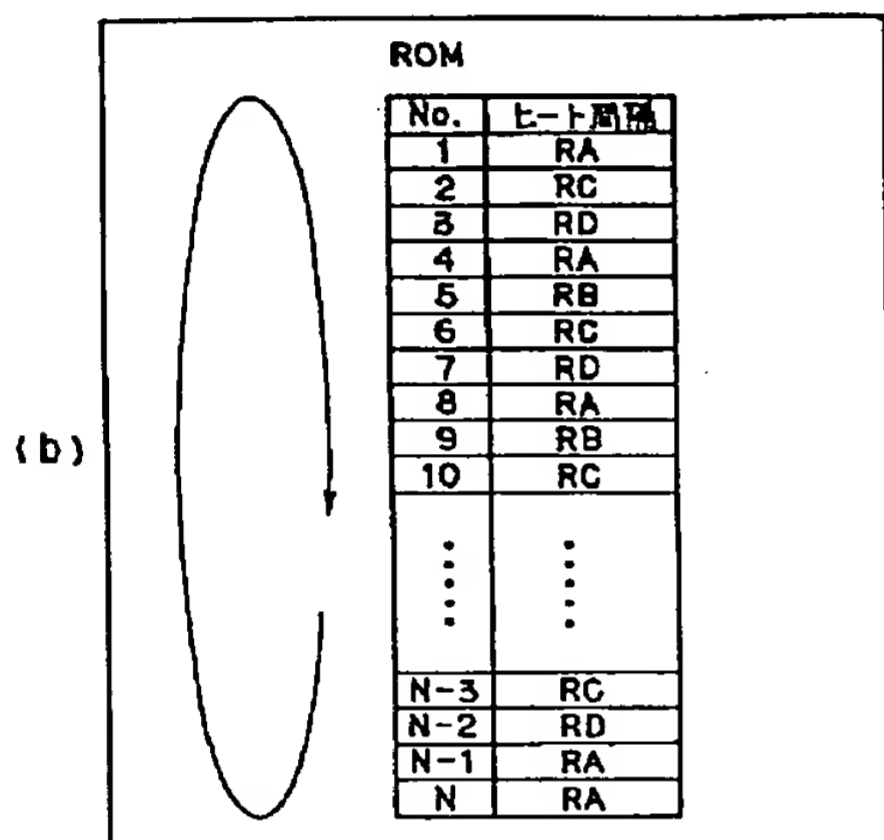 (b)
ROM
No. ヒート間隔
1 RA
2 RC
3 RD
4 RA
5 RB
6 RC
7 RD
8 RA
9 RB
10 RC
⋮ ⋮
N-3 RC
N-2 RD
N-1 RA
N RA